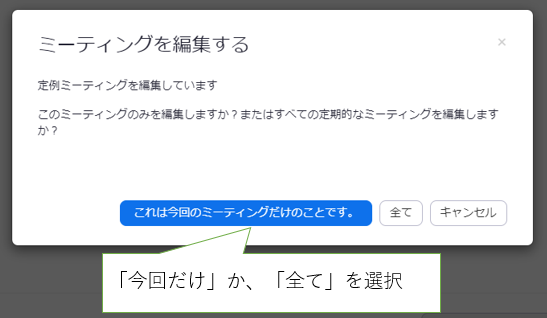 ミーティングを編集する
×
定例ミーティングを編集しています
このミーティングのみを編集しますか？またはすべての定期的なミーティングを編集します
か？
これは今回のミーティングだけのことです。 全て キャンセル
「今回だけ」か、「全て」を選択